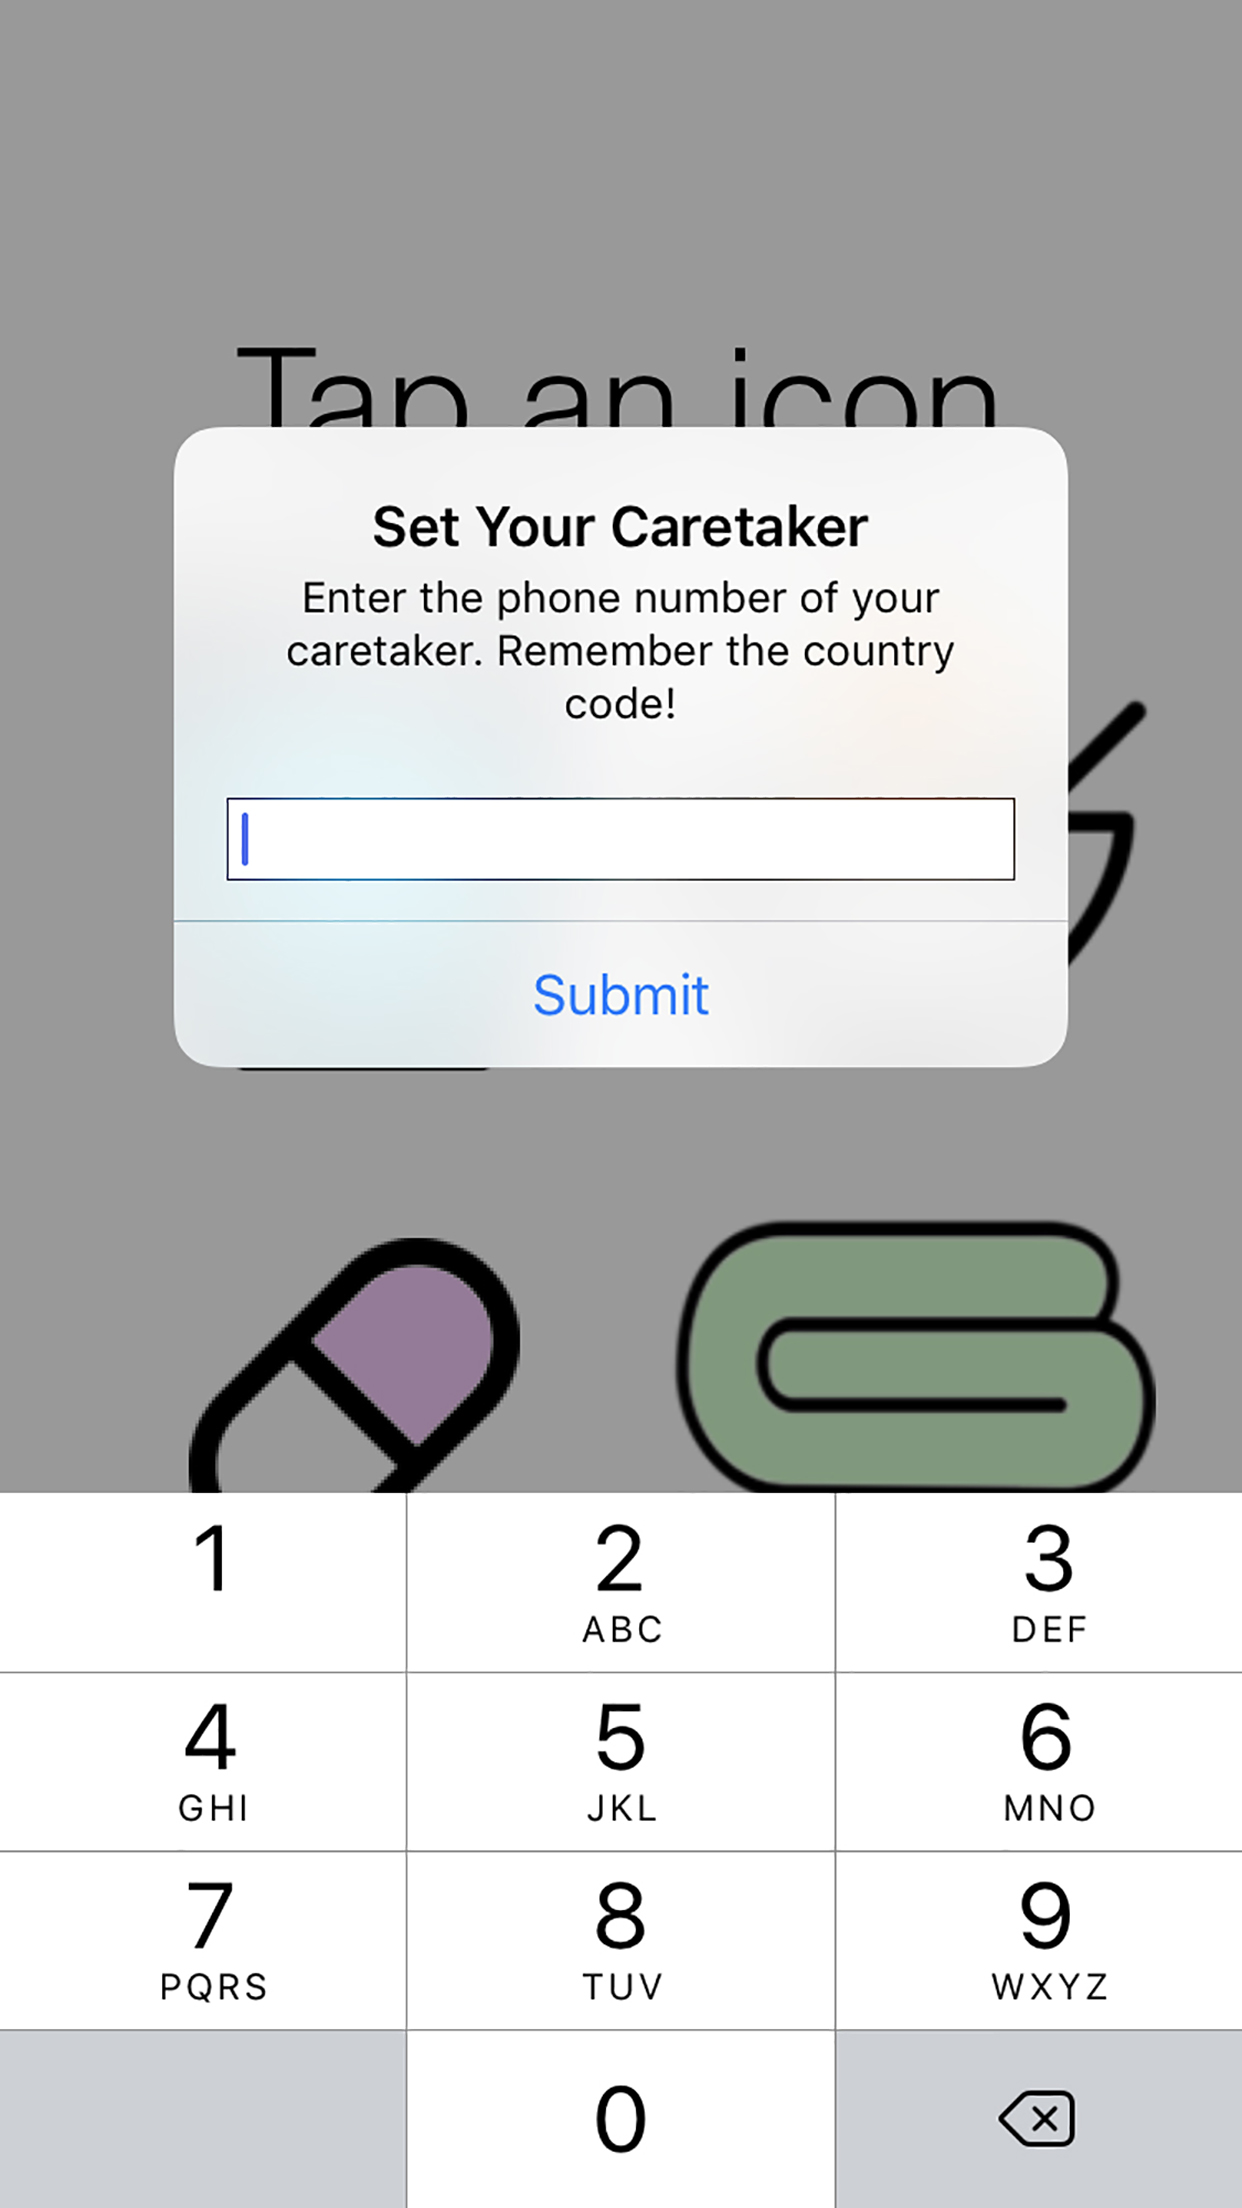 Tap an icon
Set Your Caretaker
Enter the phone number of your
caretaker. Remember the country
code!
Submit
1
2
3
ABC
DEF
4
5
6
GHI
JKL
MNO
7
8
9
PQRS
TUV
WXYZ
0